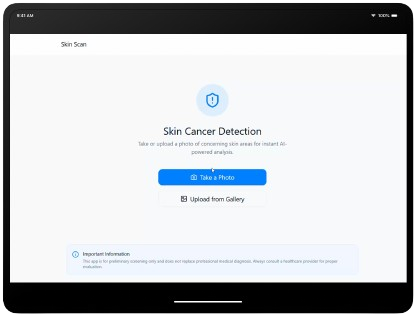 9:41 AM
100%
Skin Scan
Skin Cancer Detection
Take or upload a photo of concerning skin areas for instant AI-
powered analysis.
Take a Photo
Upload from Gallery
Important Information
This app is for preliminary screening only and does not replace professional medical diagnosis. Always consult a healthcare provider for proper
evaluation.